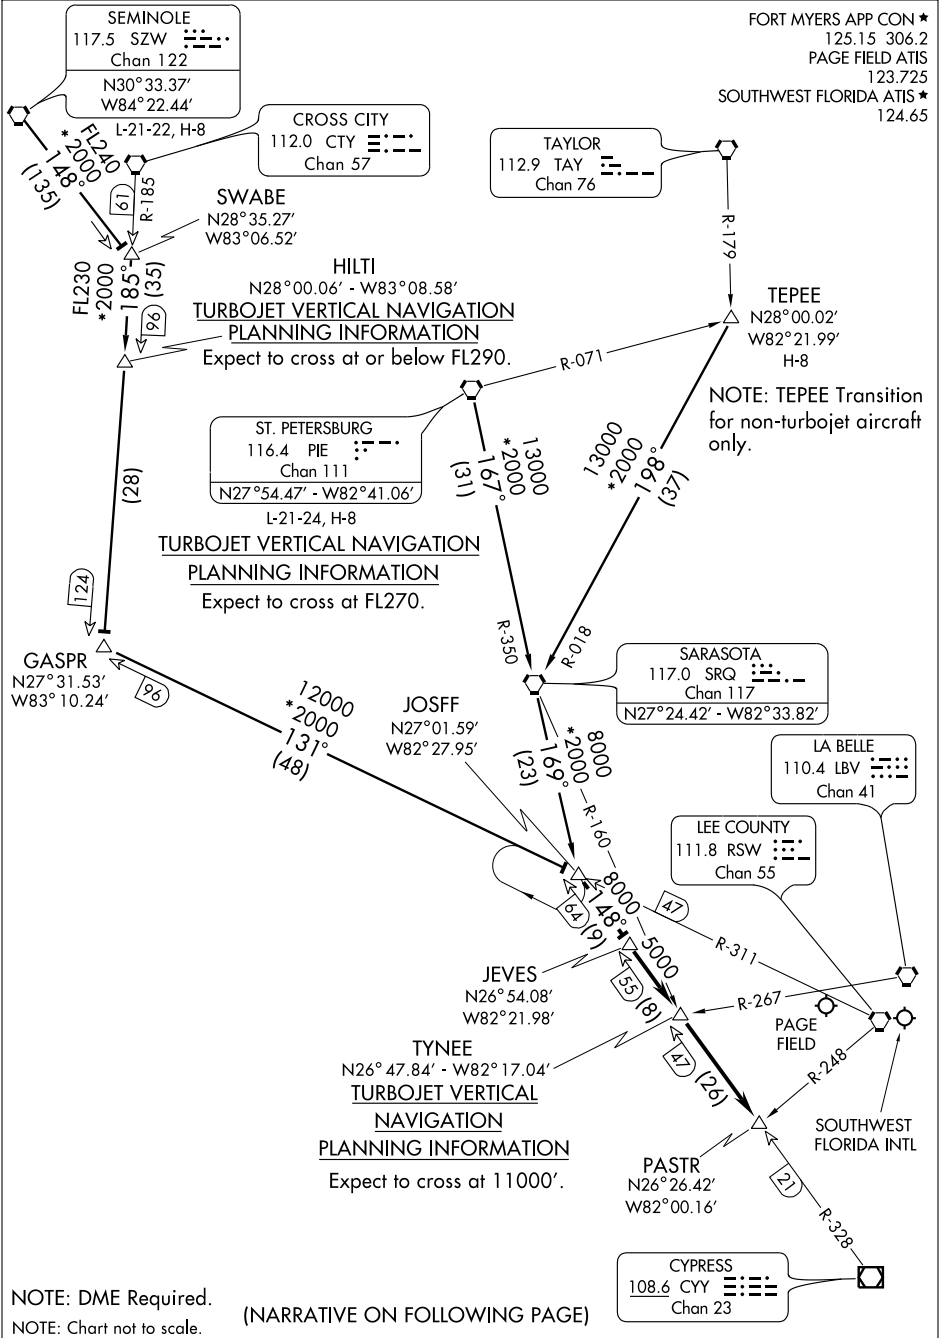 SEMINOLE
117.5 SZW
Chan 122
N30°33.37'
W84°22.44'
L-21-22, H-8
FORT MYERS APP CON ★
125.15 306.2
PAGE FIELD ATIS
123.725
SOUTHWEST FLORIDA ATIS ★
124.65
CROSS CITY
112.0 CTY
Chan 57
TAYLOR
112.9 TAY
Chan 76
FL240
*2000
148°
(135)
61
R-185
SWABE
N28°35.27'
W83°06.52'
R-179
FL230
*2000
185°
(35)
96
HILTI
N28°00.06' - W83°08.58'
TURBOJET VERTICAL NAVIGATION
PLANNING INFORMATION
Expect to cross at or below FL290.
TEPEE
N28°00.02'
W82°21.99'
H-8
R-071
NOTE: TEPEE Transition
for non-turbojet aircraft
only.
ST. PETERSBURG
116.4 PIE
Chan 111
N27°54.47' - W82°41.06'
L-21-24, H-8
TURBOJET VERTICAL NAVIGATION
PLANNING INFORMATION
Expect to cross at FL270.
13000
*2000
167°
(31)
13000
*2000
198°
(37)
(28)
124
R-350
R-018
GASPR
N27°31.53'
W83°10.24'
96
SARASOTA
117.0 SRQ
Chan 117
N27°24.42' - W82°33.82'
12000
*2000
131°
(48)
JOSFF
N27°01.59'
W82°27.95'
8000
*2000
169°
(23)
R-160
LA BELLE
110.4 LBV
Chan 41
LEE COUNTY
111.8 RSW
Chan 55
64
8000
148°
(9)
47
R-311
5000
JEVES
N26°54.08'
W82°21.98'
55
(8)
R-267
PAGE
FIELD
TYNEE
N26°47.84' - W82°17.04'
TURBOJET VERTICAL
NAVIGATION
PLANNING INFORMATION
Expect to cross at 11000'.
47
(26)
R-248
SOUTHWEST
FLORIDA INTL
PASTR
N26°26.42'
W82°00.16'
21
R-328
CYPRESS
108.6 CYY
Chan 23
NOTE: DME Required.
NOTE: Chart not to scale.
(NARRATIVE ON FOLLOWING PAGE)